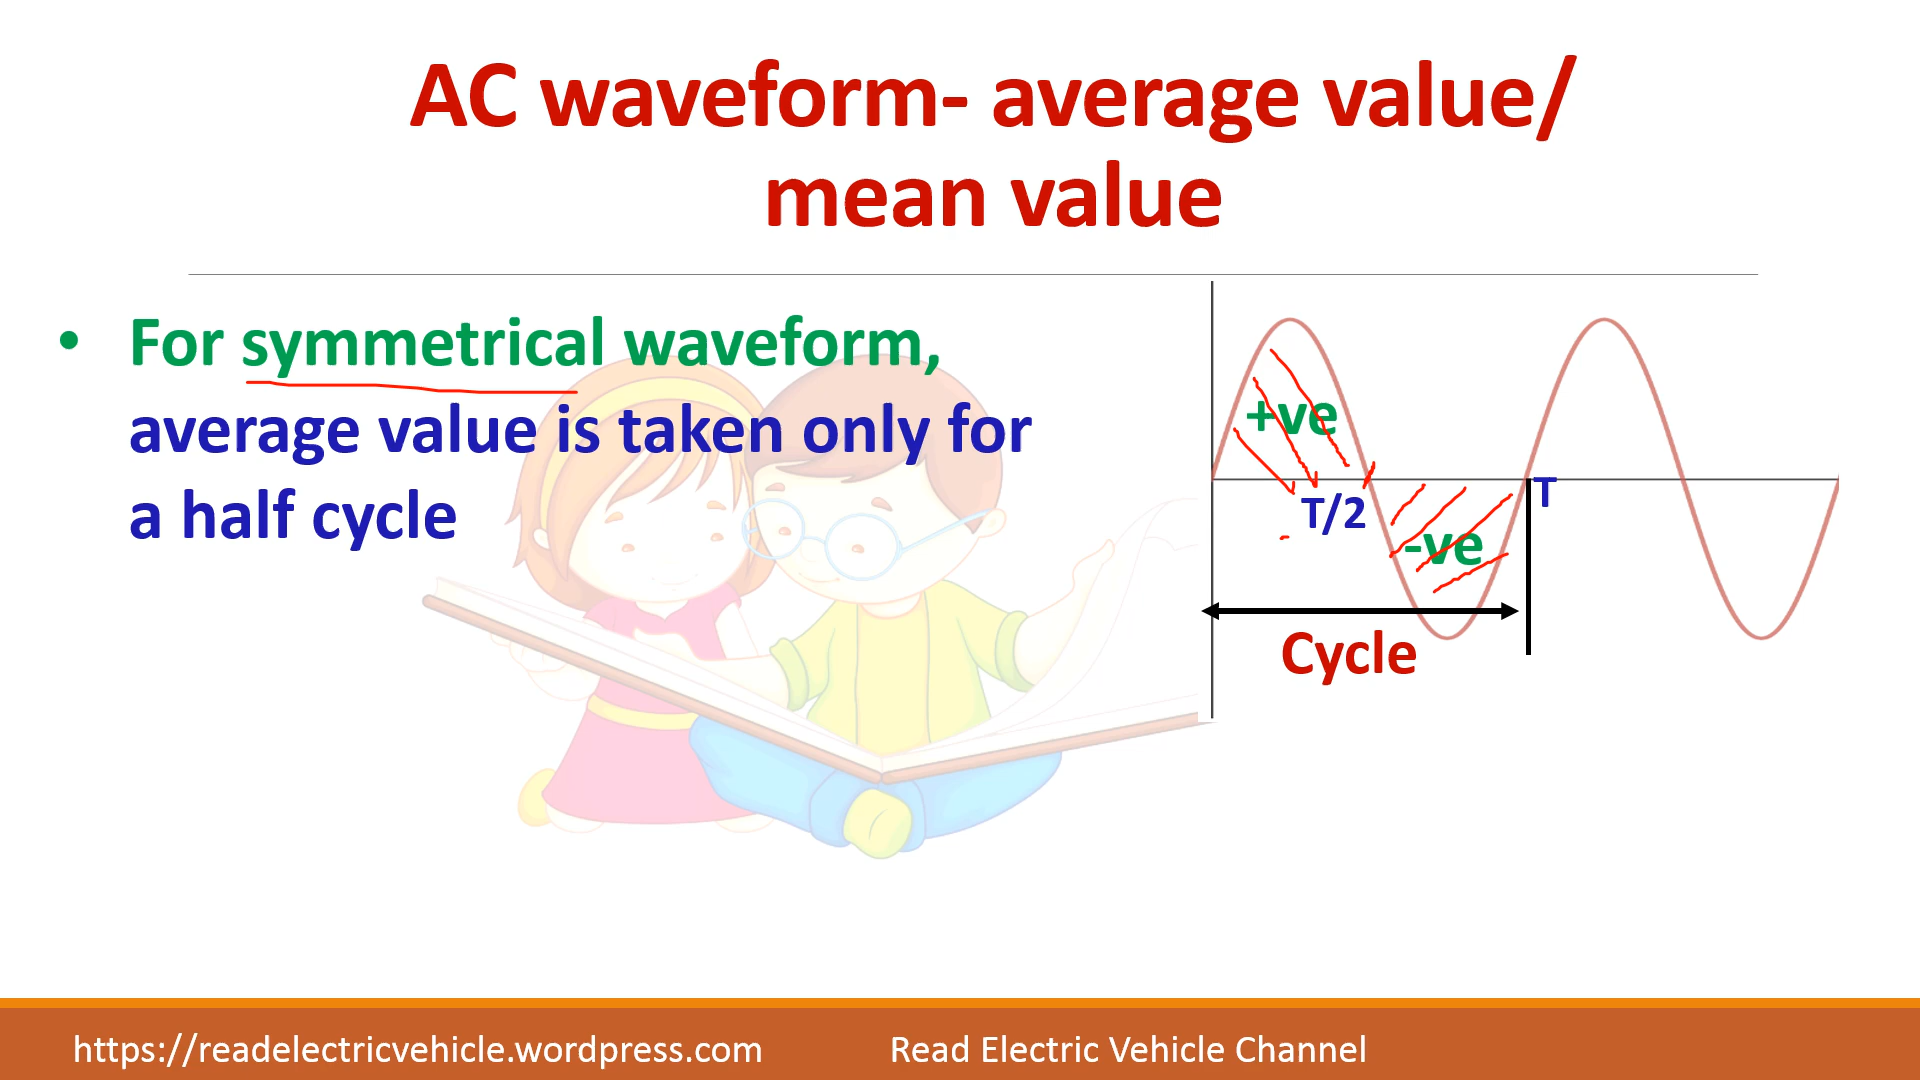 AC waveform- average value/
mean value
• For symmetrical waveform,
average value is taken only for
a half cycle
+ve
T/2
T
-ve
Cycle
https://readelectricvehicle.wordpress.com
Read Electric Vehicle Channel